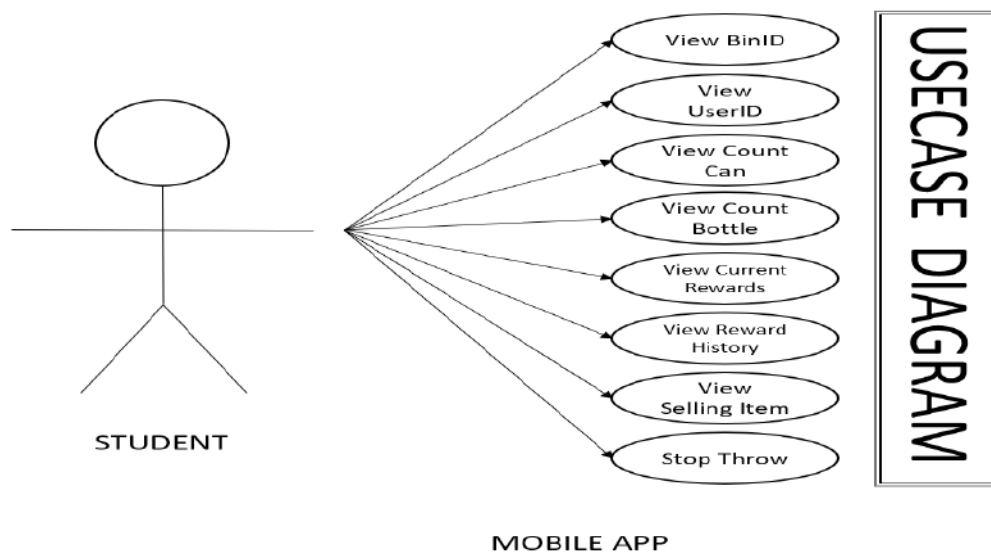 View BinID
View
UserID
View Count
Can
View Count
Bottle
View Current
Rewards
View Reward
History
View
Selling Item
Stop Throw
STUDENT
MOBILE APP
USECASE DIAGRAM